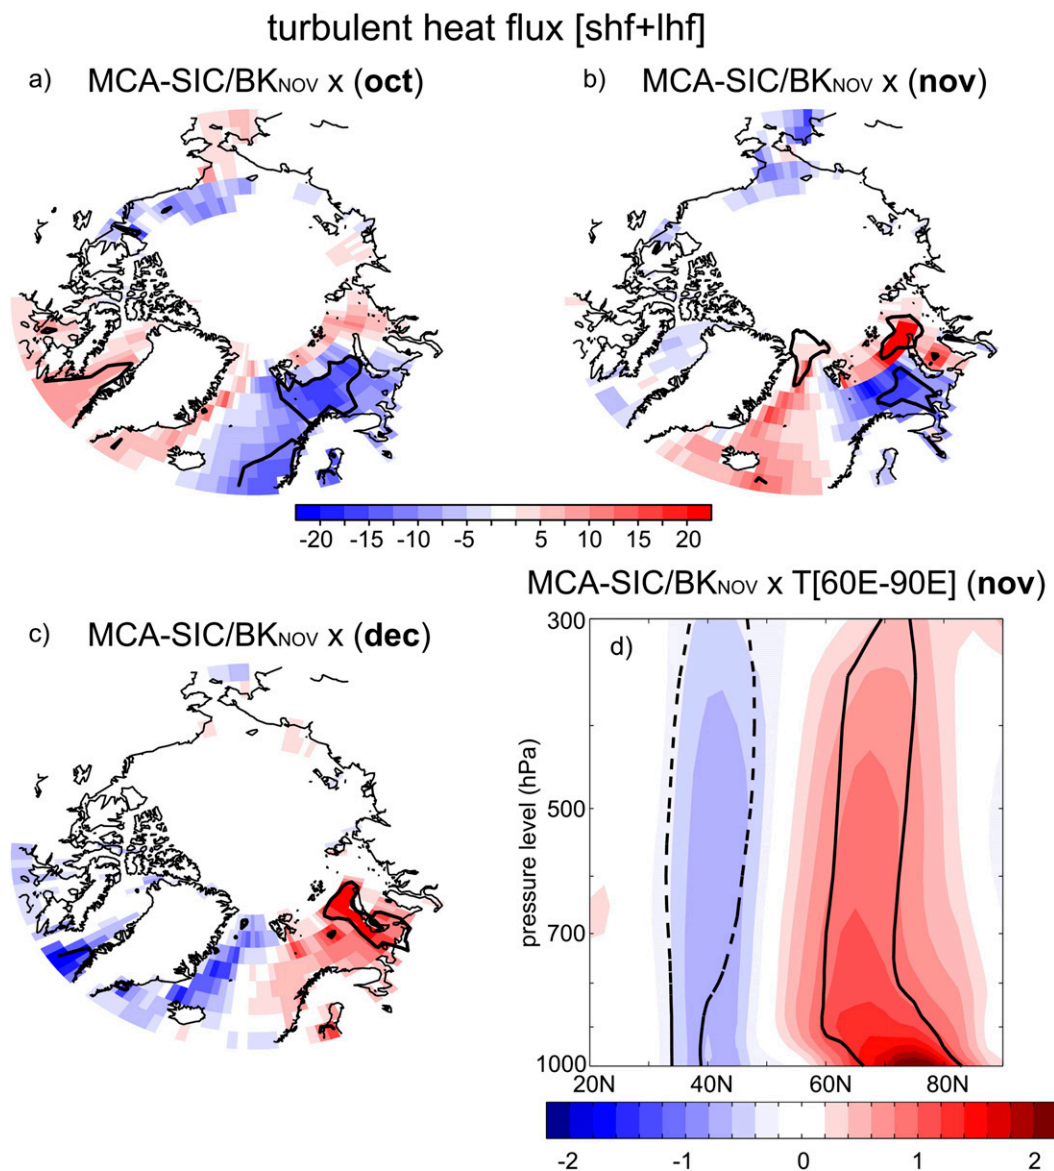 turbulent heat flux [shf+lhf]
a) MCA-SIC/BKNOV x (oct)
b) MCA-SIC/BKNOV x (nov)
-20 -15 -10 -5 5 10 15 20
c) MCA-SIC/BKNOV x (dec)
MCA-SIC/BKNOV x T[60E-90E] (nov)
d)
pressure level (hPa)
300
500
700
1000
20N 40N 60N 80N
-2 -1 0 1 2